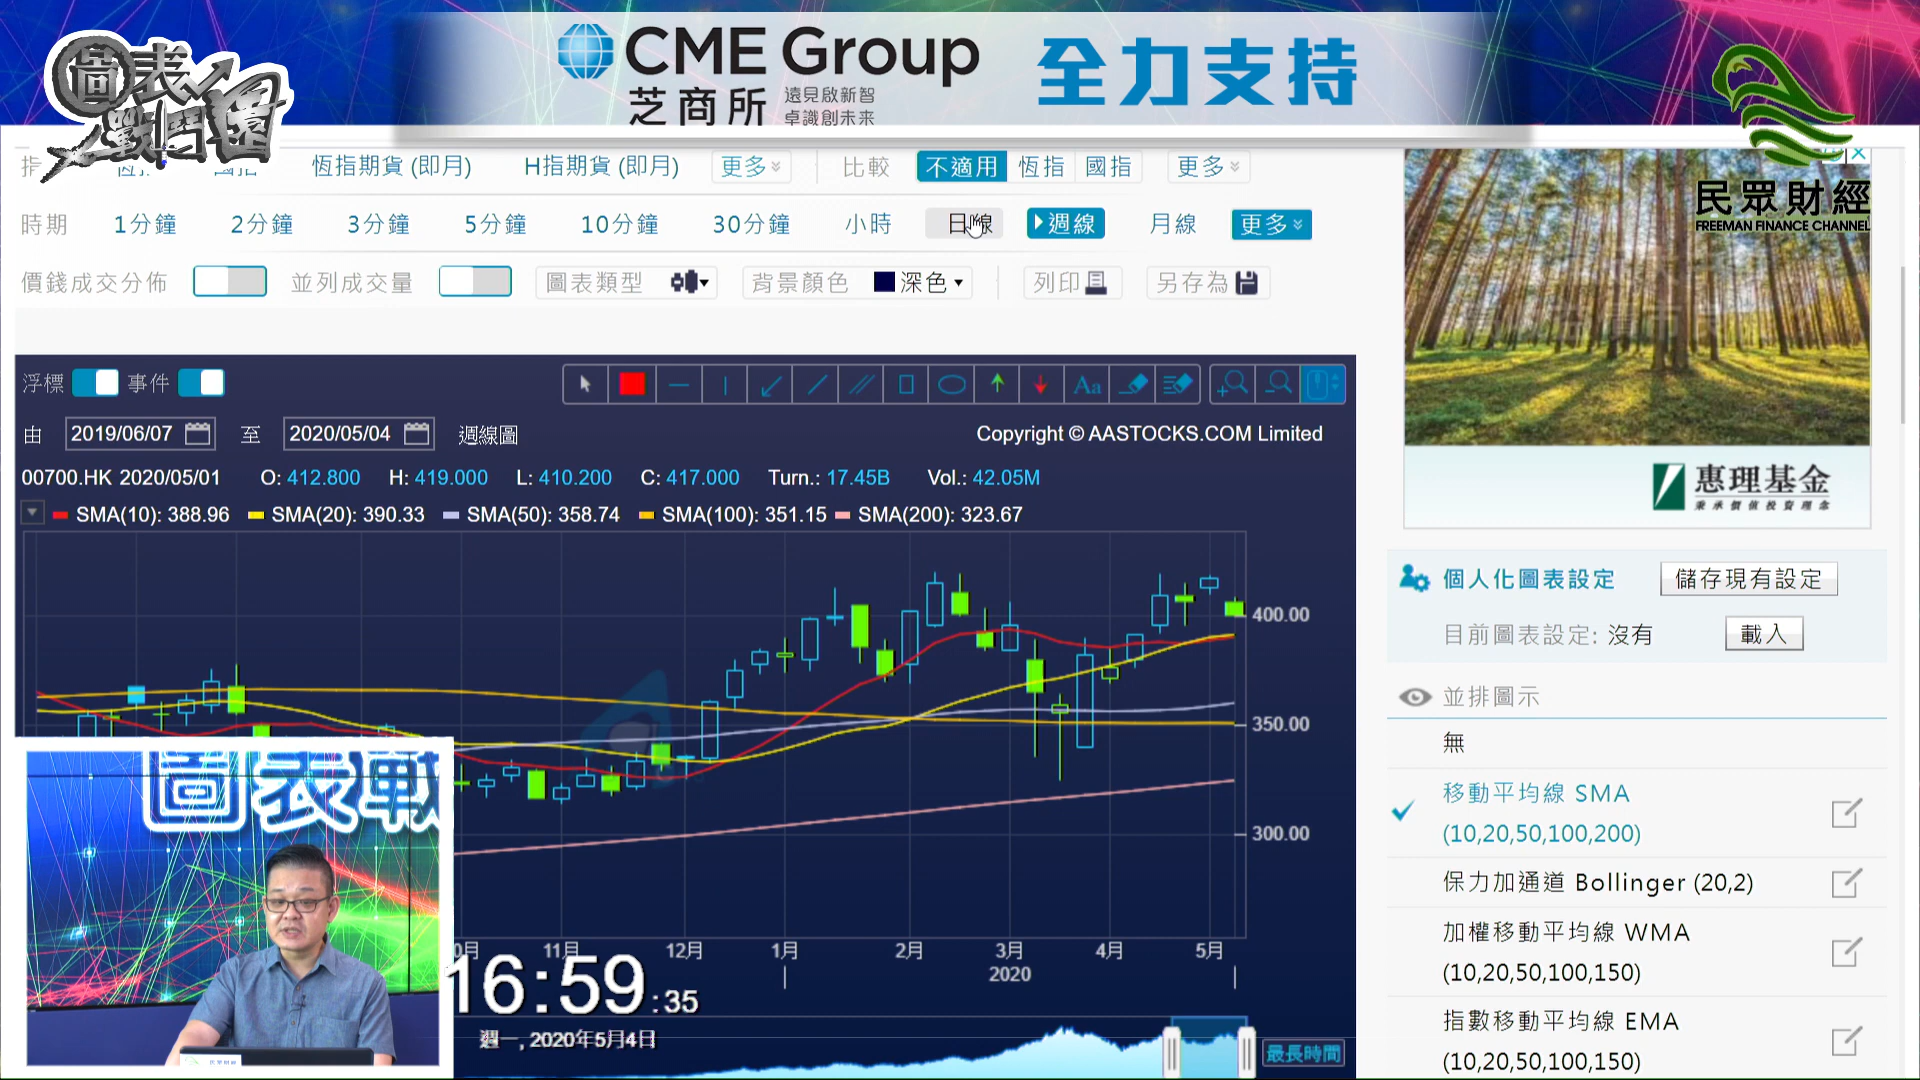 圖表戰鬥圈
CME Group
芝商所
遠見啟新智
卓識創未来
全力支持
民眾財經
FREEMAN FINANCE CHANNEL
恆指期貨 (即月) H指期貨 (即月) 更多 比較 不適用 恆指 國指 更多
時期 1分鐘 2分鐘 3分鐘 5分鐘 10分鐘 30分鐘 小時 日線 週線 月線 更多
價錢成交分佈 並列成交量 圖表類型 背景顏色 深色 列印 另存為
浮標 事件 Aa
由 2019/06/07 至 2020/05/04 週線圖 Copyright © AASTOCKS.COM Limited
00700.HK 2020/05/01 O: 412.800 H: 419.000 L: 410.200 C: 417.000 Turn.: 17.45B Vol.: 42.05M
SMA(10): 388.96 SMA(20): 390.33 SMA(50): 358.74 SMA(100): 351.15 SMA(200): 323.67
400.00
350.00
300.00
11月 12月 1月 2月 3月 4月 5月
2020
圖表戰
16:59:35
週一, 2020年5月4日
最長時間
惠理基金
秉承價值投資理念
個人化圖表設定 儲存現有設定
目前圖表設定: 沒有 載入
並排圖示
無
移動平均線 SMA
(10,20,50,100,200)
保力加通道 Bollinger (20,2)
加權移動平均線 WMA
(10,20,50,100,150)
指數移動平均線 EMA
(10,20,50,100,150)